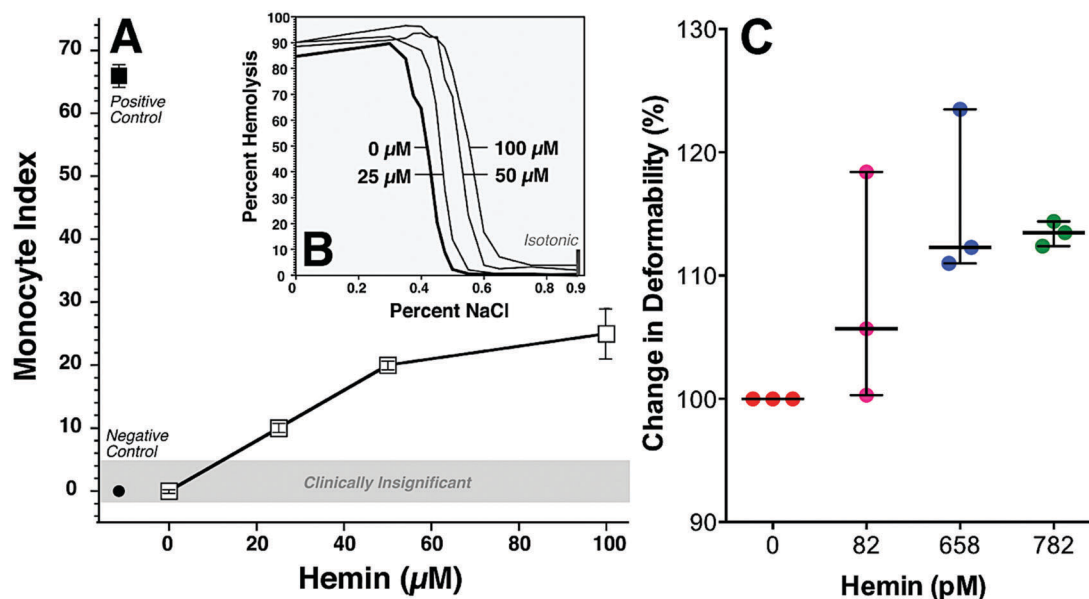 A
Monocyte Index
70
60
50
40
30
20
10
0
Positive
Control
Negative
Control
Clinically Insignificant
0
20
40
60
80
100
Hemin (µM)
B
Percent Hemolysis
100
90
80
70
60
50
40
30
20
10
0
0 µM
25 µM
100 µM
50 µM
Isotonic
0
0.2
0.4
0.6
0.8
0.9
Percent NaCl
C
Change in Deformability (%)
130
120
110
100
90
0
82
658
782
Hemin (pM)